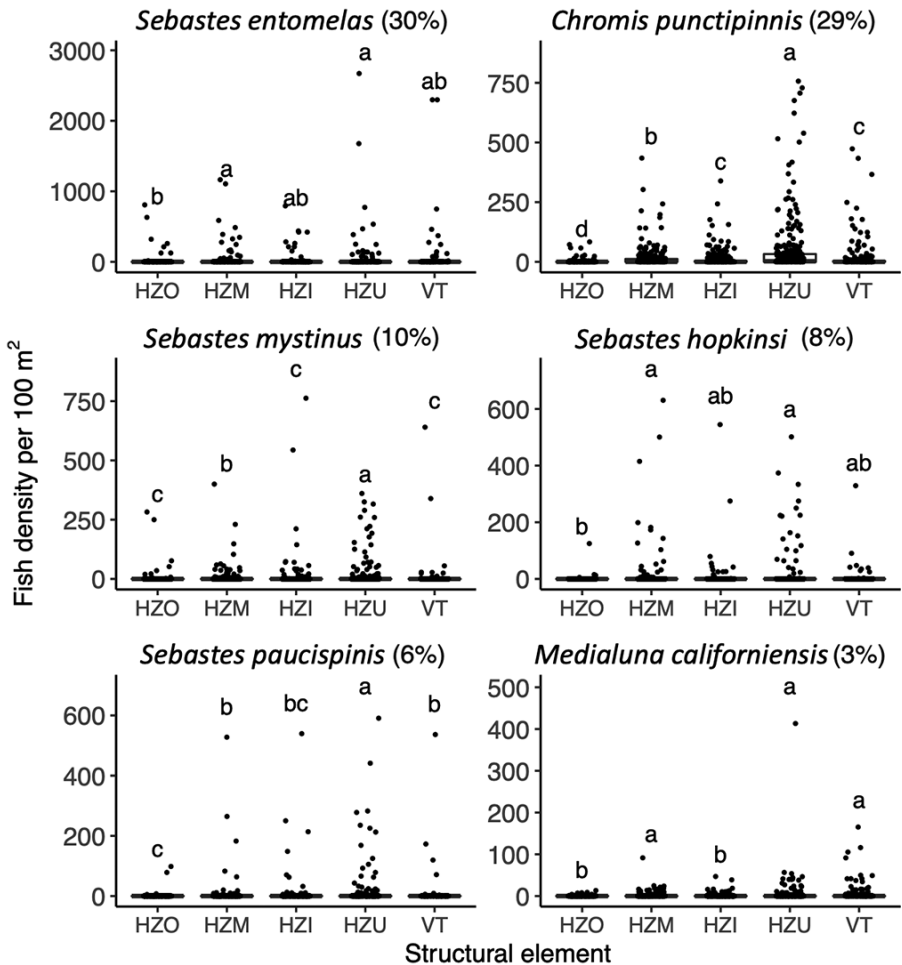 Sebastes entomelas (30%)
Chromis punctipinnis (29%)
3000
2000
1000
0
b
a
ab
a
ab
HZO HZM HZI HZU VT
750
500
250
0
d
b
c
a
c
HZO HZM HZI HZU VT
Sebastes mystinus (10%)
Sebastes hopkinsi (8%)
750
500
250
0
c
b
c
a
c
HZO HZM HZI HZU VT
600
400
200
0
b
a
ab
a
ab
HZO HZM HZI HZU VT
Sebastes paucispinis (6%)
Medialuna californiensis (3%)
600
400
200
0
c
b
bc
a
b
HZO HZM HZI HZU VT
500
400
300
200
100
0
b
a
b
a
a
HZO HZM HZI HZU VT
Fish density per 100 m²
Structural element